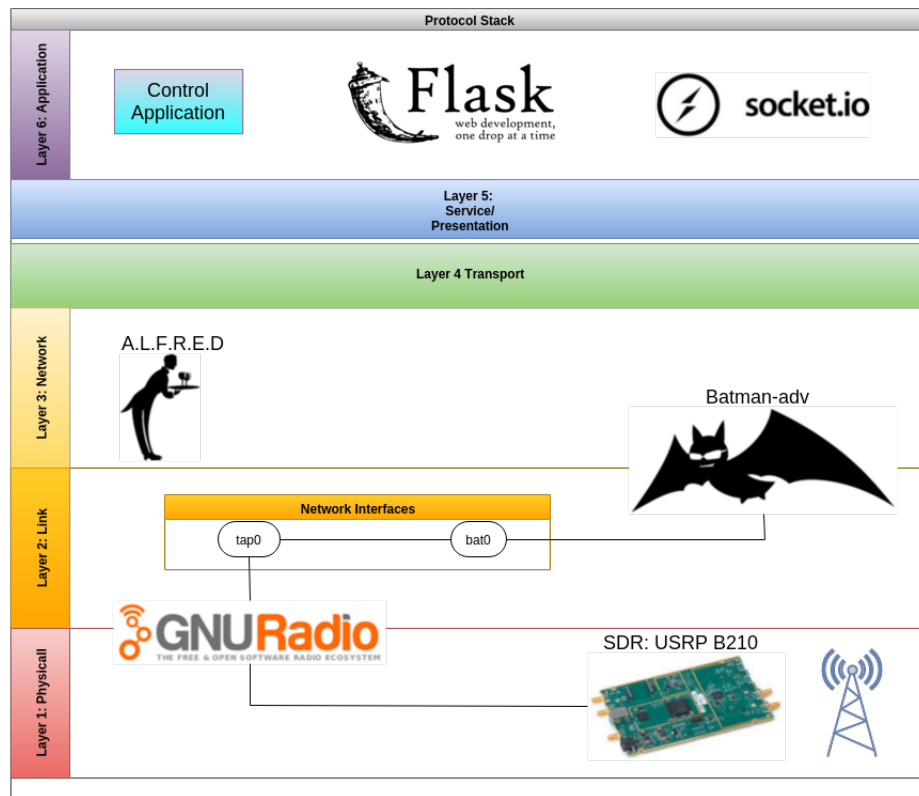 Protocol Stack
Layer 6: Application
Control
Application
Flask
web development,
one drop at a time
socket.io
Layer 5:
Service/
Presentation
Layer 4 Transport
Layer 3: Network
A.L.F.R.E.D
Batman-adv
Layer 2: Link
Network Interfaces
tap0
bat0
GNURadio
THE FREE & OPEN SOFTWARE RADIO ECOSYSTEM
Layer 1: Physicall
SDR: USRP B210